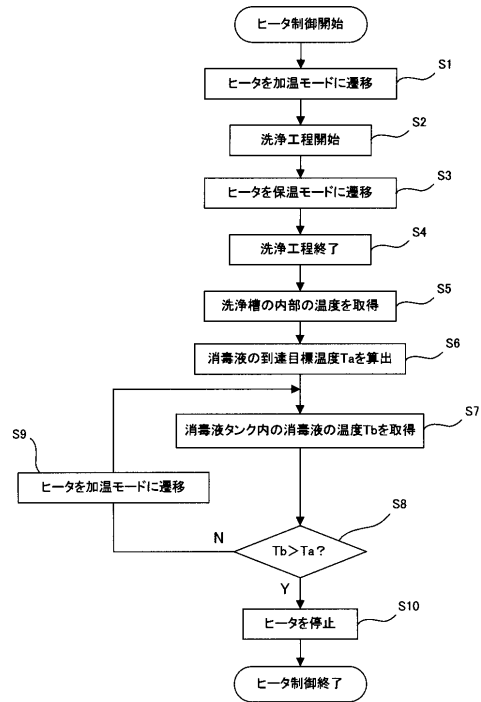 ヒータ制御開始
S1
ヒータを加温モードに遷移
S2
洗浄工程開始
S3
ヒータを保温モードに遷移
S4
洗浄工程終了
S5
洗浄槽の内部の温度を取得
S6
消毒液の到達目標温度Taを算出
S7
消毒液タンク内の消毒液の温度Tbを取得
S9
ヒータを加温モードに遷移
S8
Tb＞Ta？
N
Y
S10
ヒータを停止
ヒータ制御終了